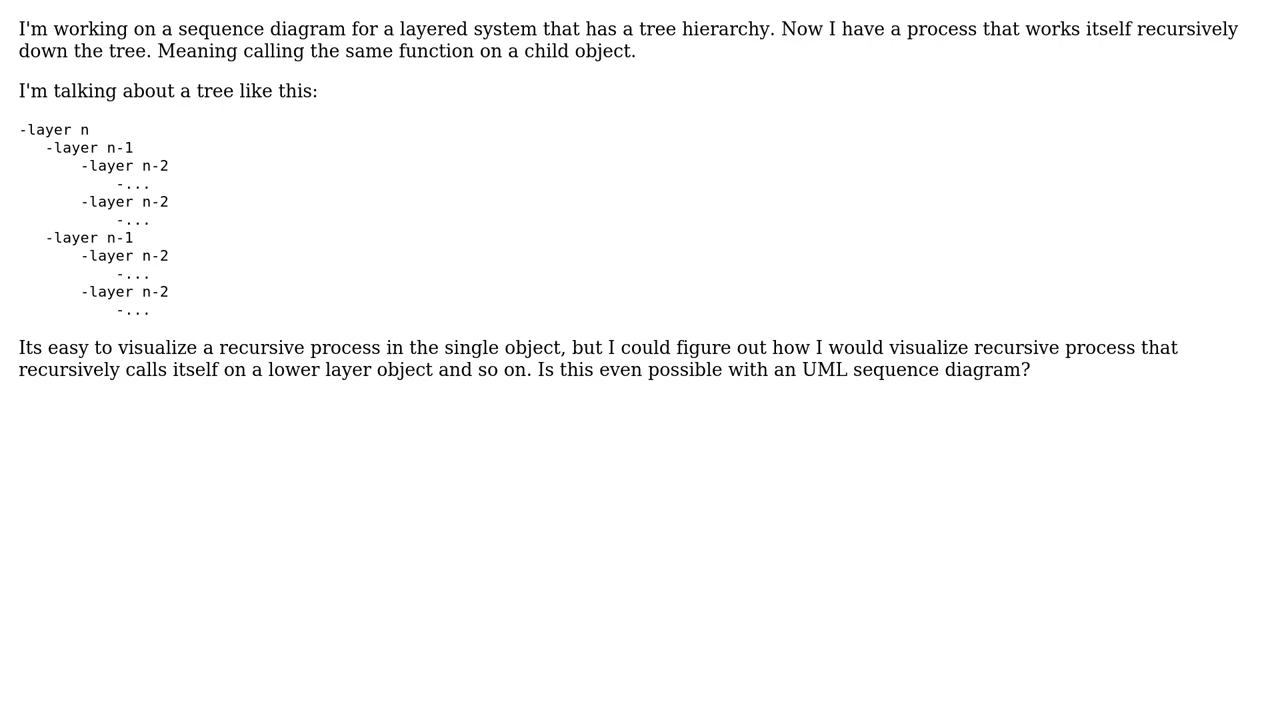 I'm working on a sequence diagram for a layered system that has a tree hierarchy. Now I have a process that works itself recursively
down the tree. Meaning calling the same function on a child object.
I'm talking about a tree like this:
-layer n
   -layer n-1
       -layer n-2
           -...
       -layer n-2
           -...
   -layer n-1
       -layer n-2
           -...
       -layer n-2
           -...
Its easy to visualize a recursive process in the single object, but I could figure out how I would visualize recursive process that
recursively calls itself on a lower layer object and so on. Is this even possible with an UML sequence diagram?